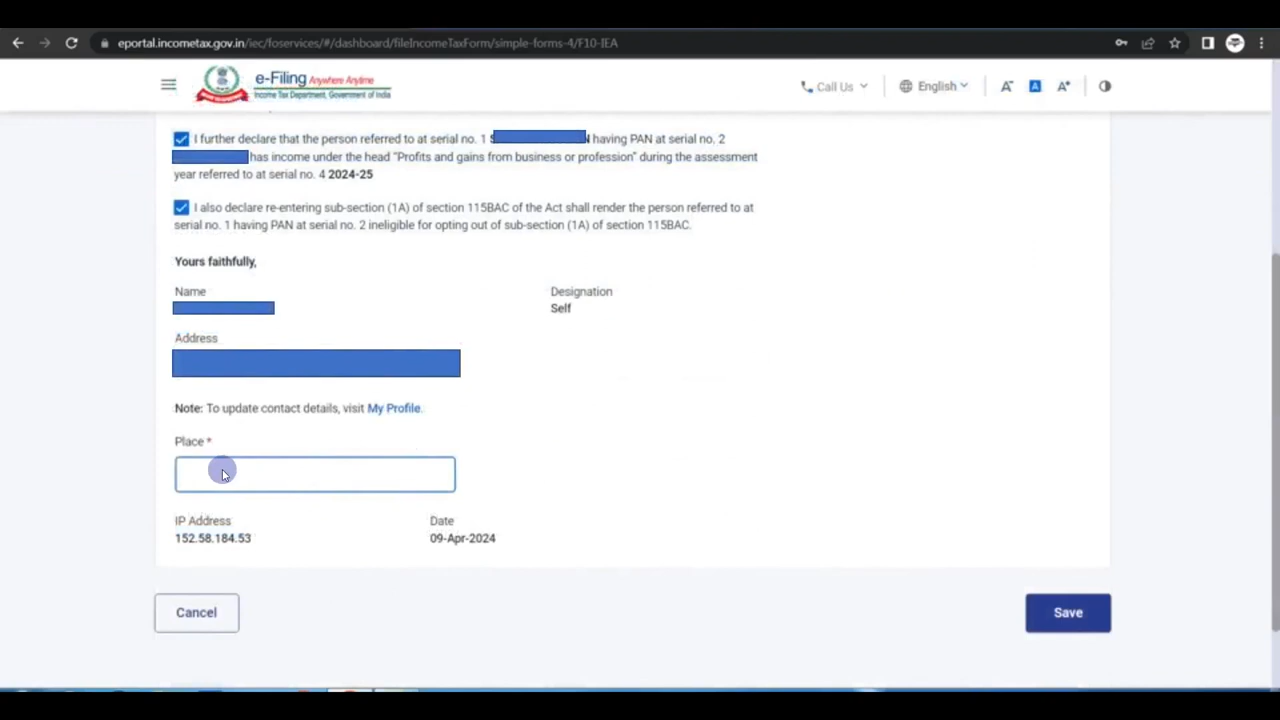 eportal.incometax.gov.in/iec/foservices/#/dashboard/fileIncomeTaxForm/simple-forms-4/F10-IEA
e-Filing Anywhere Anytime
Income Tax Department, Government of India
Call Us
English
A-
A
A+
I further declare that the person referred to at serial no. 1 S having PAN at serial no. 2
has income under the head “Profits and gains from business or profession” during the assessment
year referred to at serial no. 4 2024-25
I also declare re-entering sub-section (1A) of section 115BAC of the Act shall render the person referred to at
serial no. 1 having PAN at serial no. 2 ineligible for opting out of sub-section (1A) of section 115BAC.
Yours faithfully,
Name
Designation
Self
Address
Note: To update contact details, visit My Profile.
Place *
IP Address
Date
152.58.184.53
09-Apr-2024
Cancel
Save